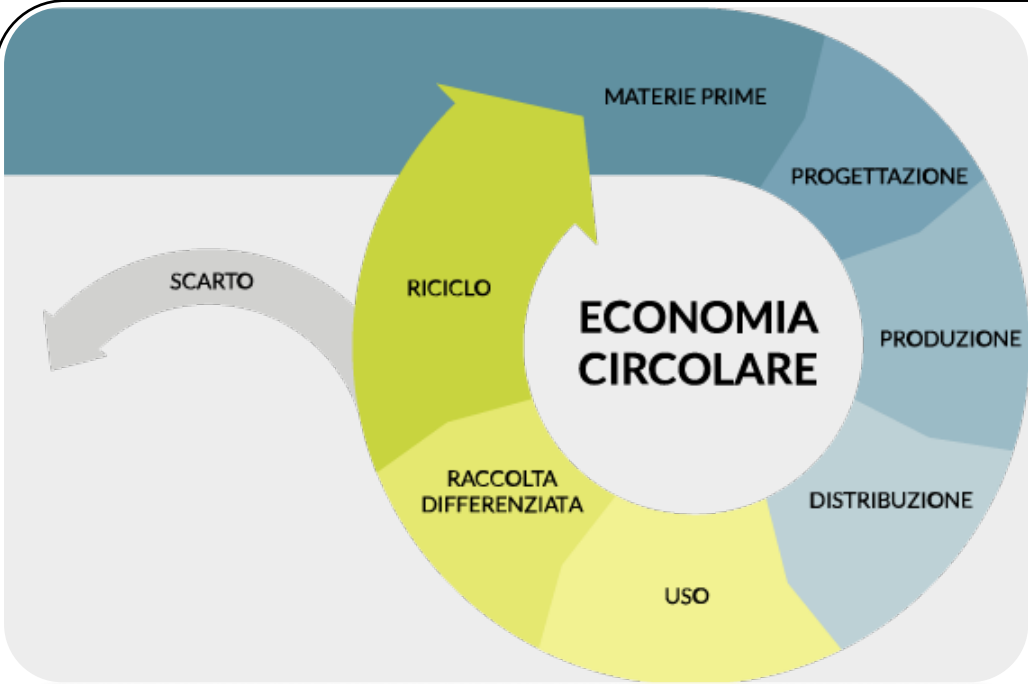 MATERIE PRIME
PROGETTAZIONE
PRODUZIONE
DISTRIBUZIONE
USO
RACCOLTA
DIFFERENZIATA
RICICLO
SCARTO
ECONOMIA
CIRCOLARE